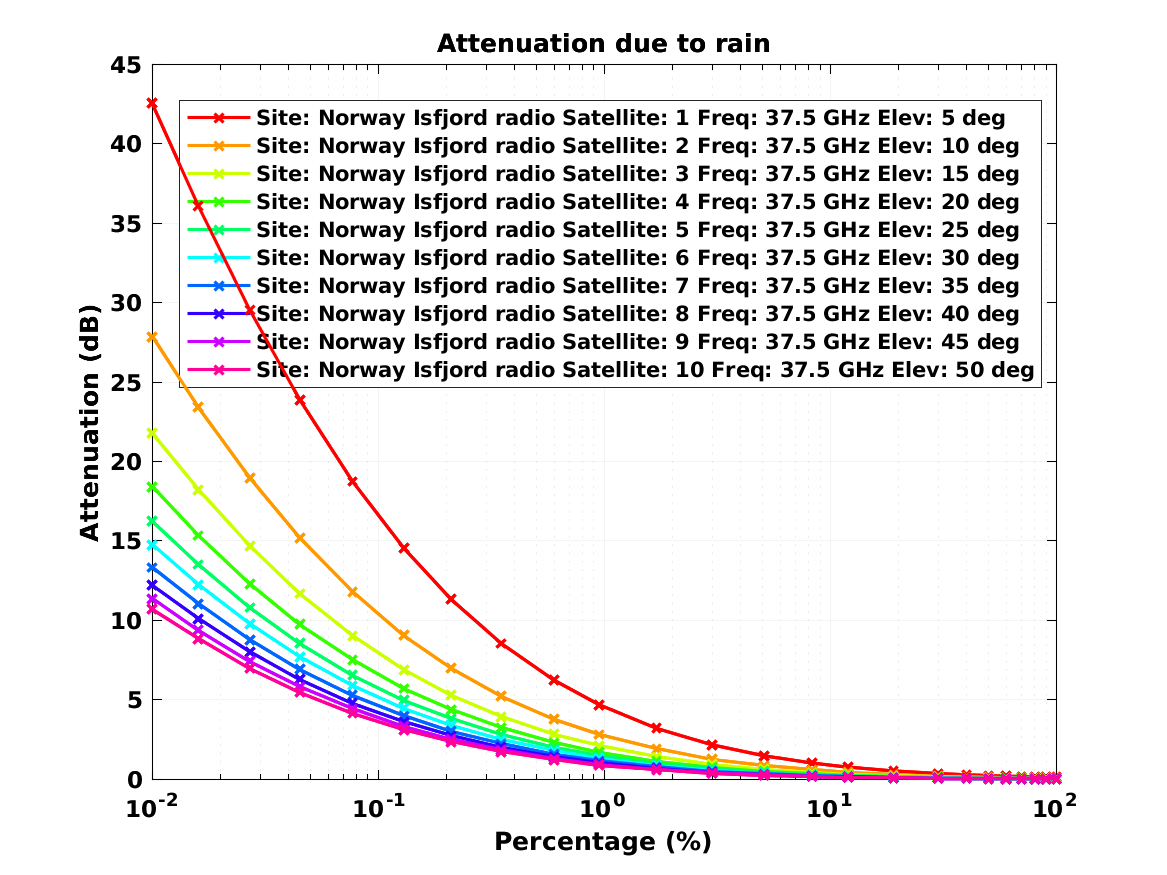 Attenuation due to rain
45
40
35
30
25
20
15
10
5
0
Attenuation (dB)
Site: Norway Isfjord radio Satellite: 1 Freq: 37.5 GHz Elev: 5 deg
Site: Norway Isfjord radio Satellite: 2 Freq: 37.5 GHz Elev: 10 deg
Site: Norway Isfjord radio Satellite: 3 Freq: 37.5 GHz Elev: 15 deg
Site: Norway Isfjord radio Satellite: 4 Freq: 37.5 GHz Elev: 20 deg
Site: Norway Isfjord radio Satellite: 5 Freq: 37.5 GHz Elev: 25 deg
Site: Norway Isfjord radio Satellite: 6 Freq: 37.5 GHz Elev: 30 deg
Site: Norway Isfjord radio Satellite: 7 Freq: 37.5 GHz Elev: 35 deg
Site: Norway Isfjord radio Satellite: 8 Freq: 37.5 GHz Elev: 40 deg
Site: Norway Isfjord radio Satellite: 9 Freq: 37.5 GHz Elev: 45 deg
Site: Norway Isfjord radio Satellite: 10 Freq: 37.5 GHz Elev: 50 deg
10⁻² 10⁻¹ 10⁰ 10¹ 10²
Percentage (%)